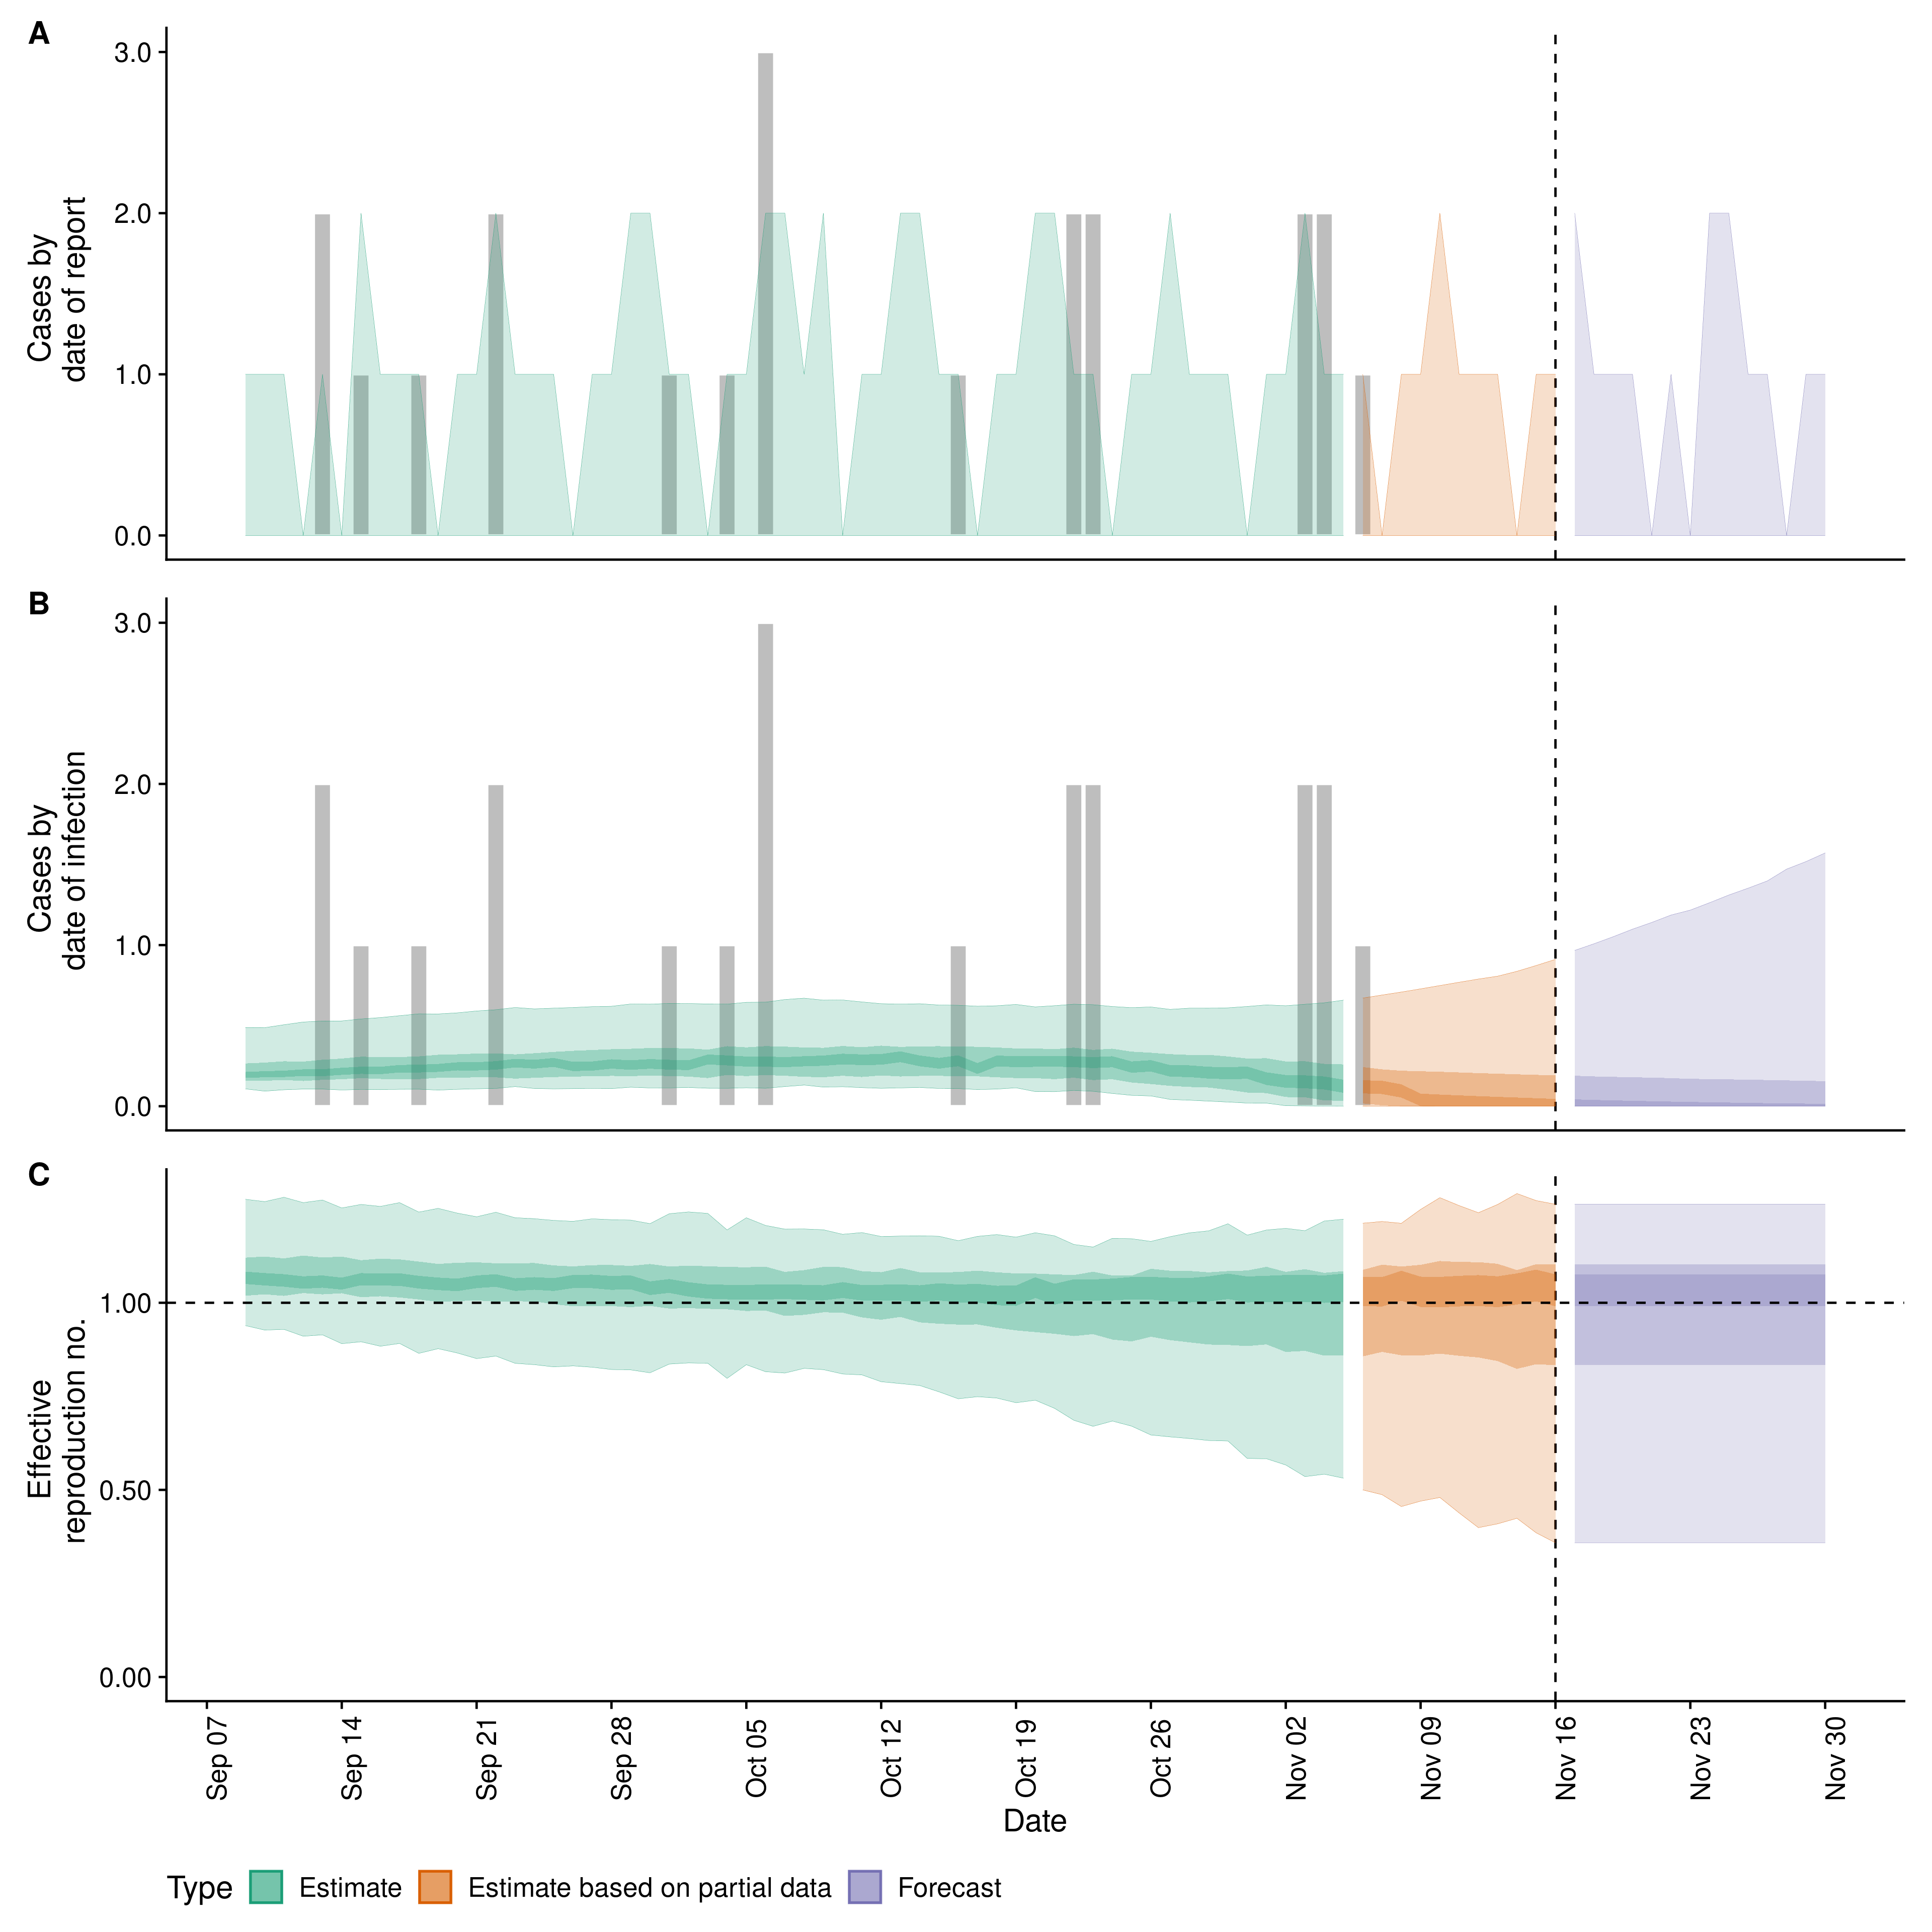 A
3.0
2.0
1.0
0.0
Cases by
date of report
B
3.0
2.0
1.0
0.0
Cases by
date of infection
C
1.00
0.50
0.00
Effective
reproduction no.
Sep 07
Sep 14
Sep 21
Sep 28
Oct 05
Oct 12
Oct 19
Oct 26
Nov 02
Nov 09
Nov 16
Nov 23
Nov 30
Date
Type Estimate Estimate based on partial data Forecast